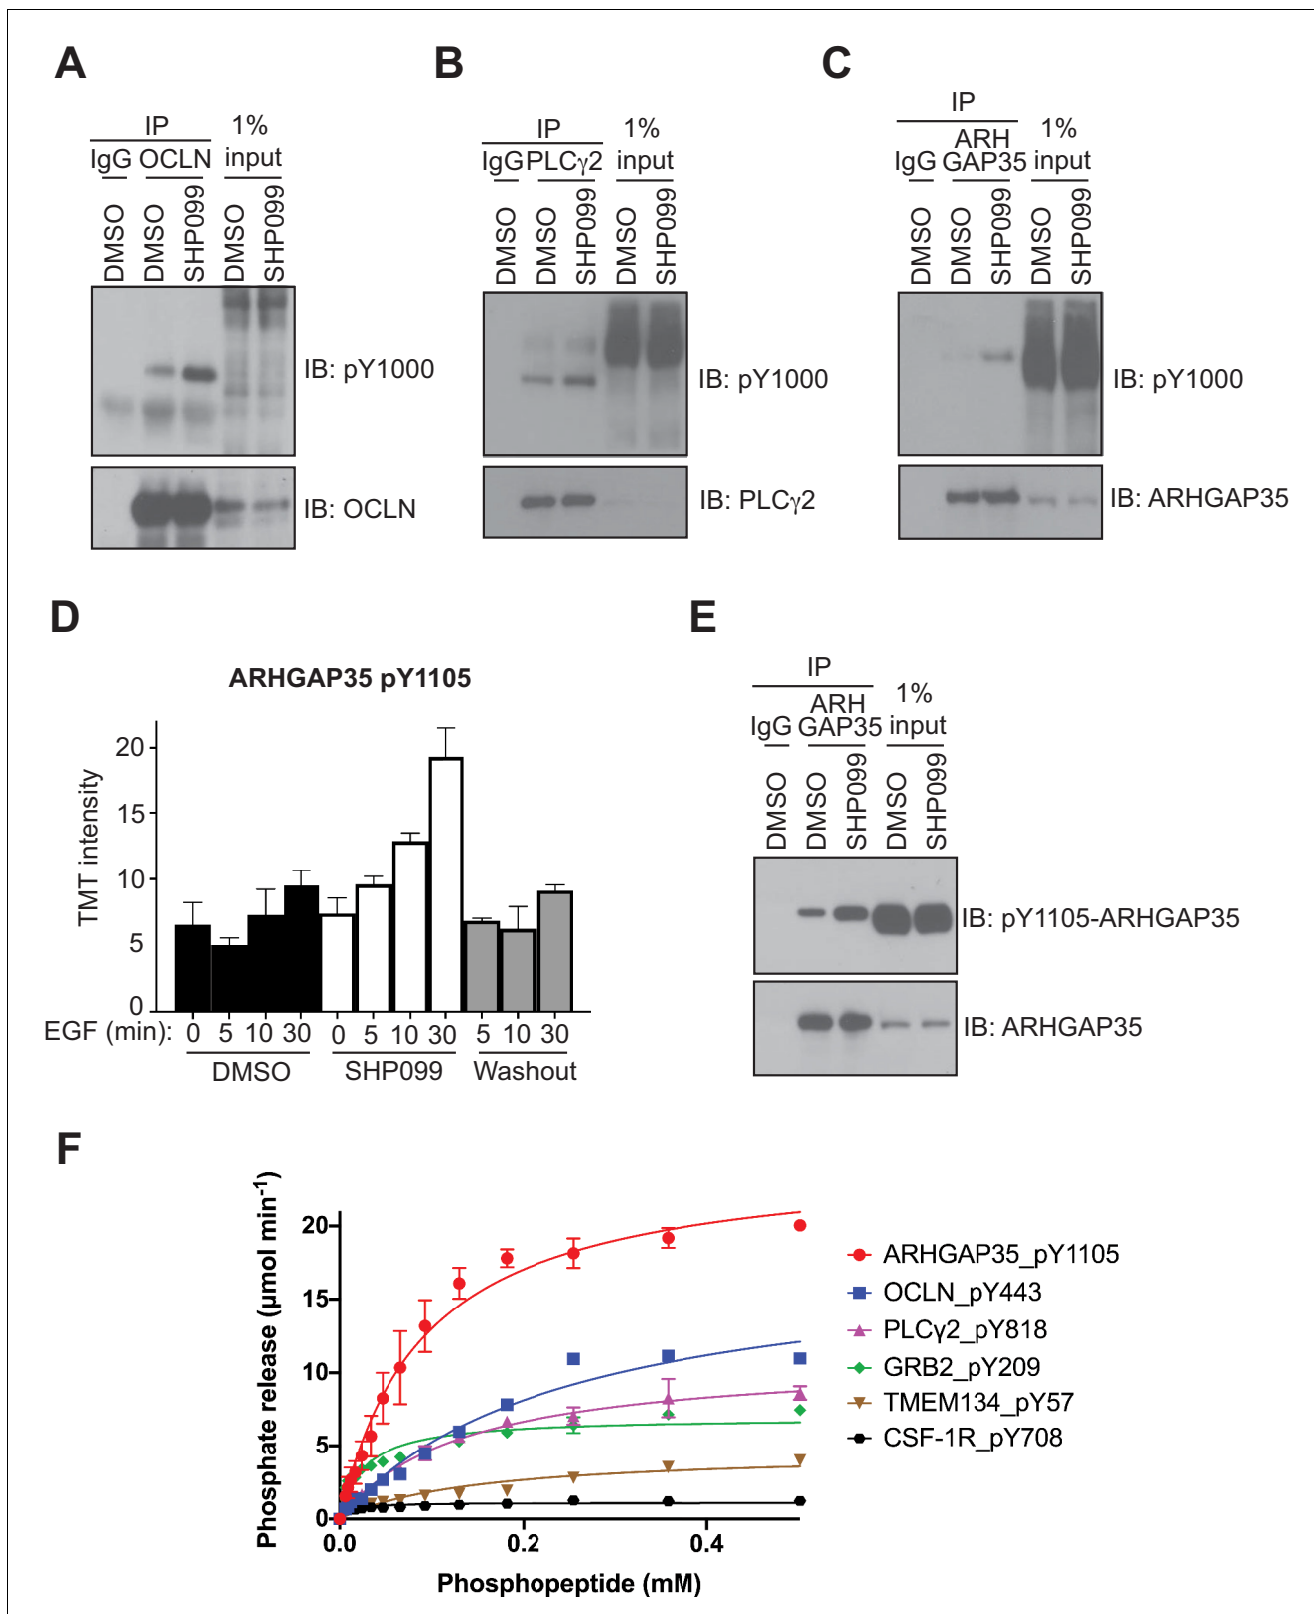 A
IP
1%
IgG OCLN
input
DMSO
DMSO
SHP099
DMSO
SHP099
IB: pY1000
IB: OCLN
B
IP
1%
IgG PLCγ2
input
DMSO
DMSO
SHP099
DMSO
SHP099
IB: pY1000
IB: PLCγ2
C
IP
ARH
1%
IgG GAP35
input
DMSO
DMSO
SHP099
DMSO
SHP099
IB: pY1000
IB: ARHGAP35
D
ARHGAP35 pY1105
TMT intensity
20
15
10
5
0
EGF (min): 0 5 10 30 0 5 10 30 5 10 30
DMSO SHP099 Washout
E
IP
ARH
1%
IgG GAP35
input
DMSO
DMSO
SHP099
DMSO
SHP099
IB: pY1105-ARHGAP35
IB: ARHGAP35
F
Phosphate release (µmol min⁻¹)
20
15
10
5
0
0.0 0.2 0.4
Phosphopeptide (mM)
ARHGAP35_pY1105
OCLN_pY443
PLCγ2_pY818
GRB2_pY209
TMEM134_pY57
CSF-1R_pY708